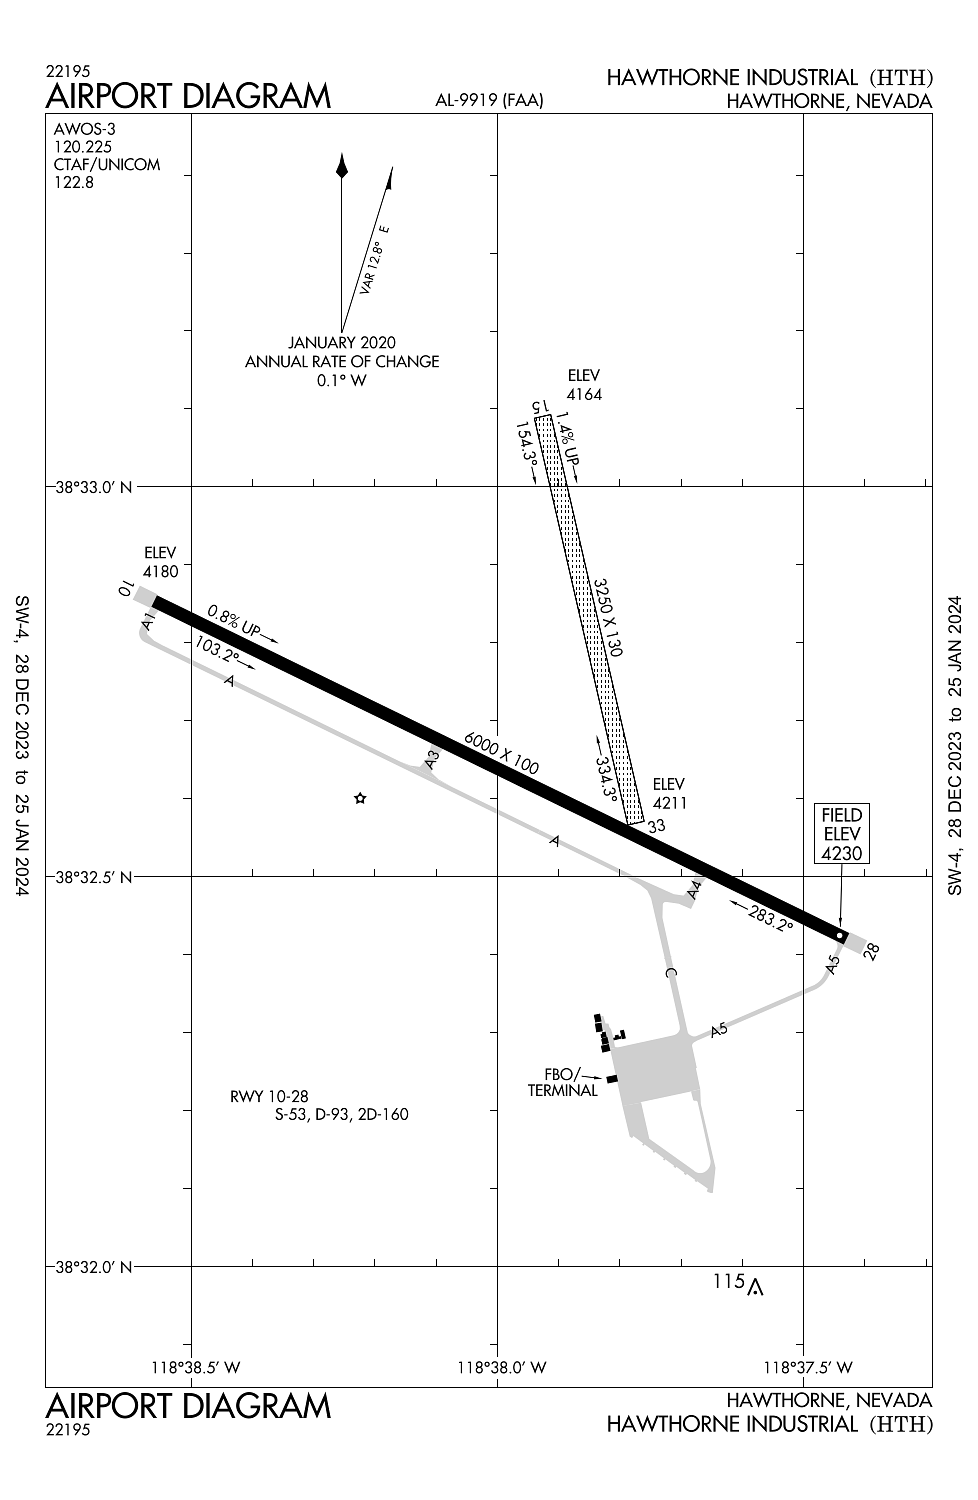 22195
AIRPORT DIAGRAM
AL-9919 (FAA)
HAWTHORNE INDUSTRIAL (HTH)
HAWTHORNE, NEVADA
AWOS-3
120.225
CTAF/UNICOM
122.8
VAR 12.8° E
JANUARY 2020
ANNUAL RATE OF CHANGE
0.1° W
ELEV
4164
15
1.4% UP
154.3°
38°33.0' N
ELEV
4180
10
A1
0.8% UP
103.2°
A
3250 X 130
A3
6000 X 100
334.3°
ELEV
4211
33
A
FIELD
ELEV
4230
38°32.5' N
A4
283.2°
28
A5
C
A5
FBO/
TERMINAL
RWY 10-28
S-53, D-93, 2D-160
38°32.0' N
115
118°38.5' W
118°38.0' W
118°37.5' W
SW-4, 28 DEC 2023 to 25 JAN 2024
SW-4, 28 DEC 2023 to 25 JAN 2024
AIRPORT DIAGRAM
22195
HAWTHORNE, NEVADA
HAWTHORNE INDUSTRIAL (HTH)